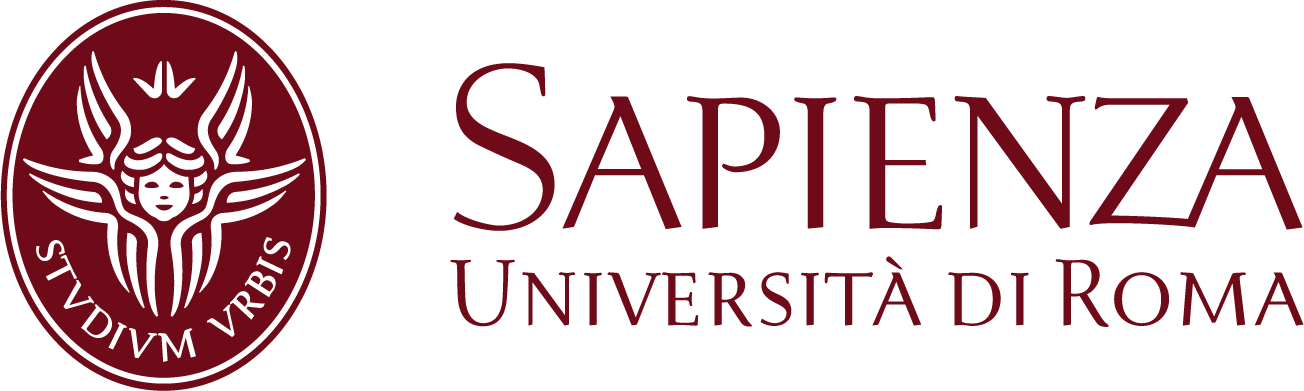 STVDIVM VRBIS
SAPIENZA
UNIVERSITÀ DI ROMA